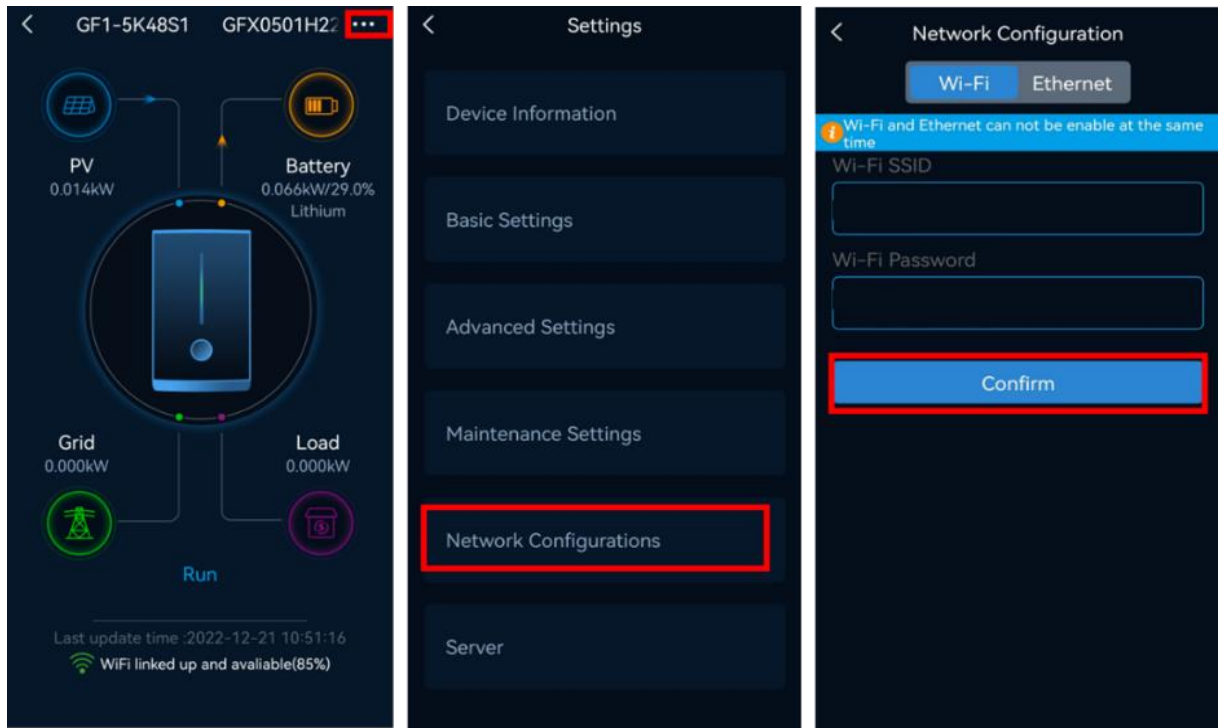 GF1-5K48S1 GFX0501H22
PV
0.014kW
Battery
0.066kW/29.0%
Lithium
Grid
0.000kW
Load
0.000kW
Run
Last update time :2022-12-21 10:51:16
WiFi linked up and avaliable(85%)
Settings
Device Information
Basic Settings
Advanced Settings
Maintenance Settings
Network Configurations
Server
Network Configuration
Wi-Fi Ethernet
Wi-Fi and Ethernet can not be enable at the same
time
Wi-Fi SSID
Wi-Fi Password
Confirm